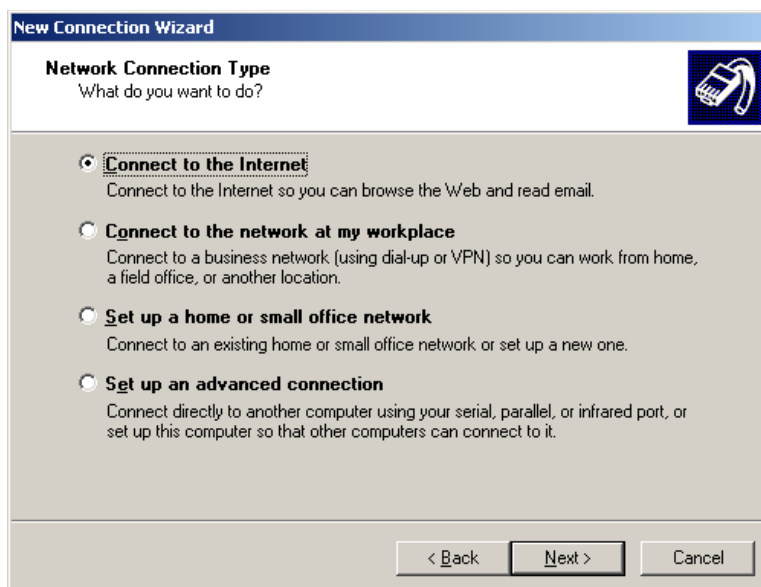 New Connection Wizard
Network Connection Type
What do you want to do?
Connect to the Internet
Connect to the Internet so you can browse the Web and read email.
Connect to the network at my workplace
Connect to a business network (using dial-up or VPN) so you can work from home,
a field office, or another location.
Set up a home or small office network
Connect to an existing home or small office network or set up a new one.
Set up an advanced connection
Connect directly to another computer using your serial, parallel, or infrared port, or
set up this computer so that other computers can connect to it.
< Back Next > Cancel